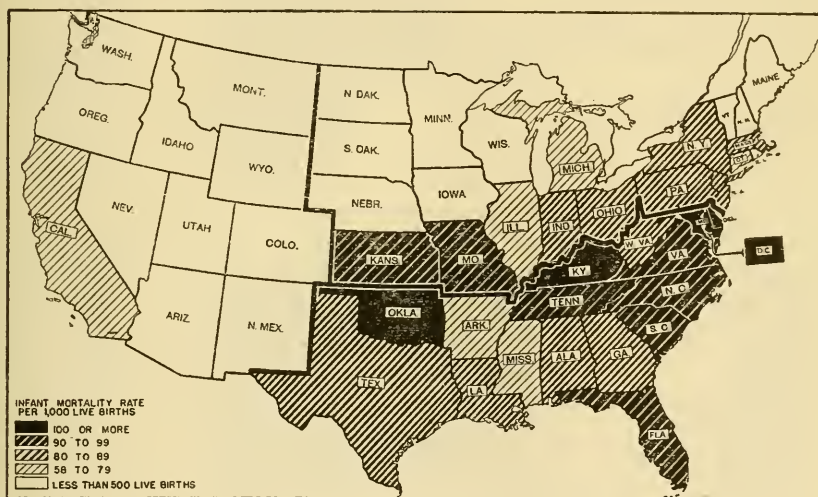 WASH.
MONT.
N DAK.
MINN.
MAINE
OREG.
IDAHO
S. DAK.
WIS.
VT
N.H.
N.Y.
WYO.
MICH
NEBR.
IOWA
PA
NEV.
UTAH
COLO.
ILL.
IND
OHIO
DEL.
CAL.
KANS.
MO.
W. VA.
VA.
D.C.
KY
ARIZ.
N. MEX.
OKLA
ARK.
TENN
N. C
S. C
MISS
ALA
GA.
TEX.
LA
FLA
INFANT MORTALITY RATE
PER 1,000 LIVE BIRTHS
100 OR MORE
90 TO 99
80 TO 89
58 TO 79
LESS THAN 500 LIVE BIRTHS